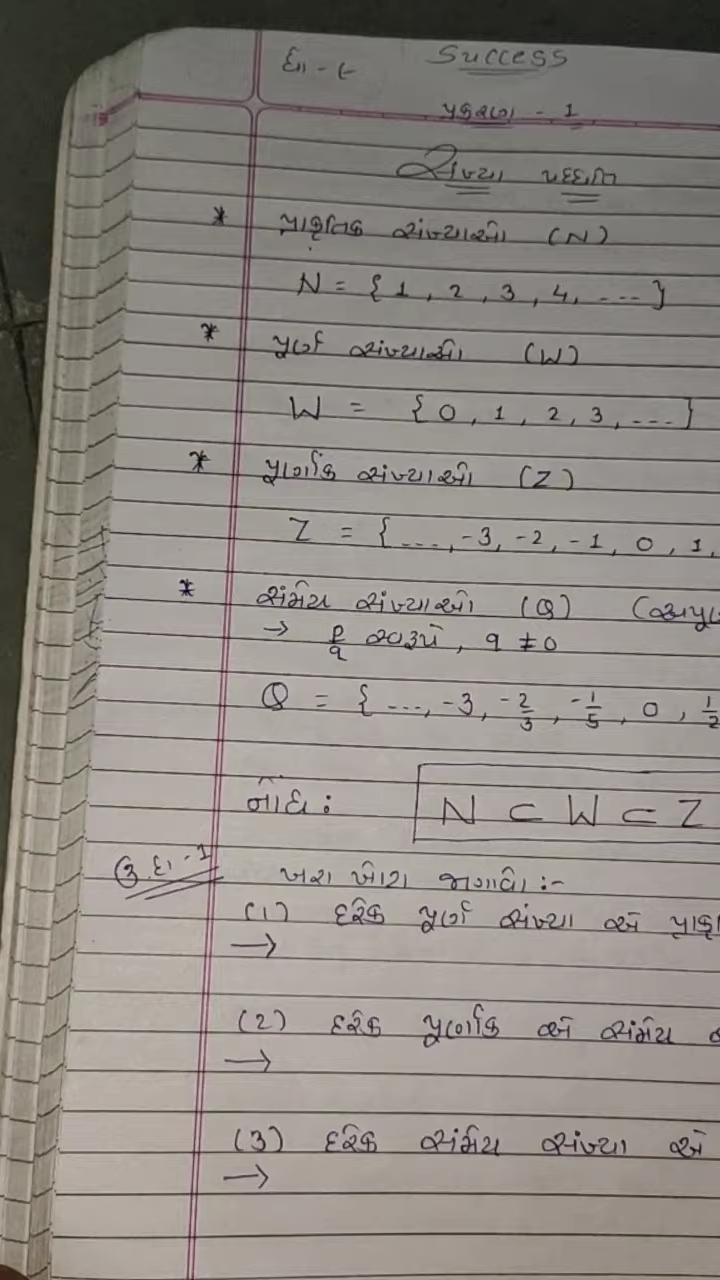 ધો - ૯
Success
પ્રકરણ - 1
સંખ્યા પદ્ધતિ
* પ્રાકૃતિક સંખ્યાઓ (N)
N = {1, 2, 3, 4, ...}
* પુર્ણ સંખ્યાઓ (W)
W = {0, 1, 2, 3, ...}
* પુર્ણાંક સંખ્યાઓ (Z)
Z = {..., -3, -2, -1, 0, 1,
* સંમેય સંખ્યાઓ (Q)
→ p/q સ્વરૂપે, q ≠ 0
Q = {..., -3, -2/3, -1/5, 0, 1/2
નોંધ: N ⊂ W ⊂ Z
ઉ.દા. -1 ખરા ખોટા જણાવો :-
(1) દરેક પુર્ણ સંખ્યા એ
→
(2) દરેક પુર્ણાંક એ સંમેય
→
(3) દરેક સંમેય સંખ્યા એ
→